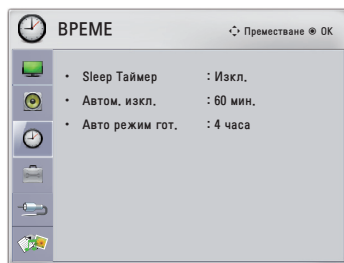 ВРЕМЕ
Преместване OK
• Sleep Таймер : Изкл.
• Автом. изкл. : 60 мин.
• Авто режим гот. : 4 часа